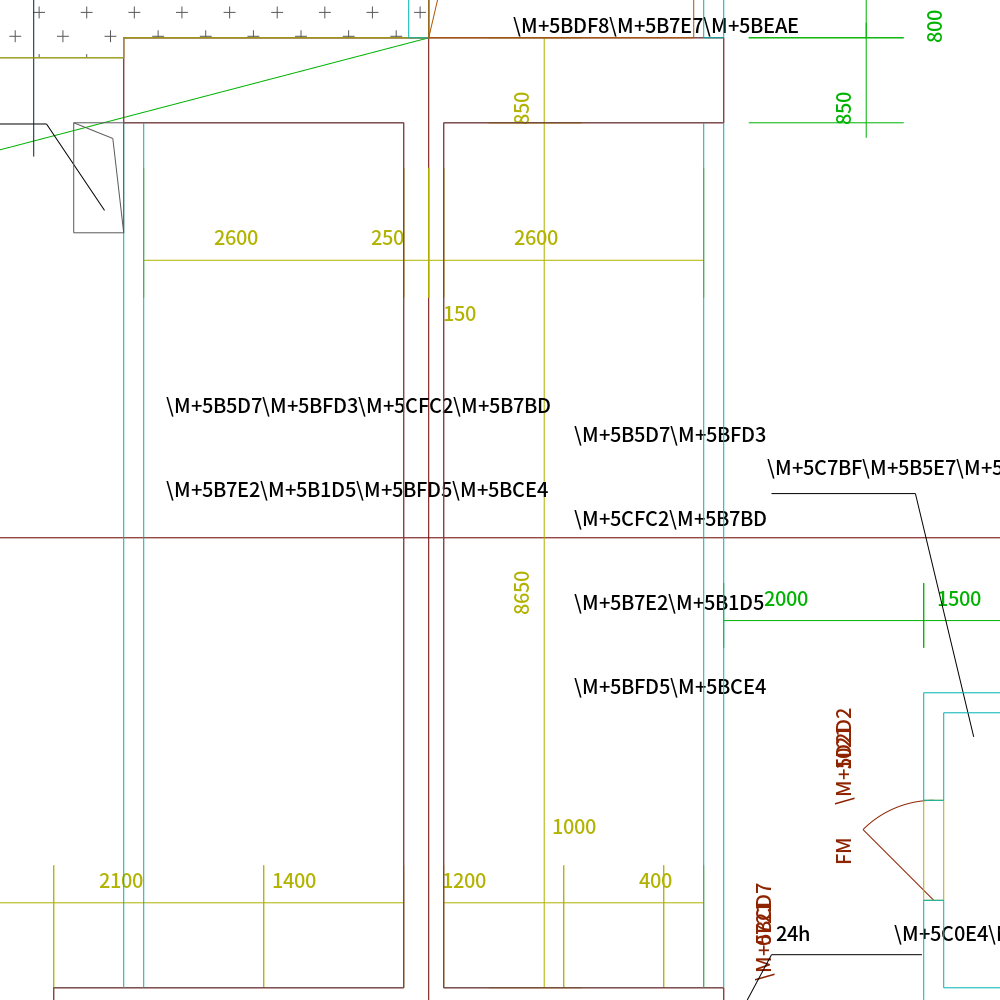 \M+5BDF8\M+5B7E7\M+5BEAE
800
850
850
2600
250
2600
150
\M+5B5D7\M+5BFD3\M+5CFC2\M+5B7BD
\M+5B5D7\M+5BFD3
\M+5C7BF\M+5B5E7\M+5
\M+5B7E2\M+5B1D5\M+5BFD5\M+5BCE4
\M+5CFC2\M+5B7BD
8650
\M+5B7E2\M+5B1D5
2000
1500
\M+5BFD5\M+5BCE4
1000
FM
2100
1400
1200
400
24h
\M+5C0E4\